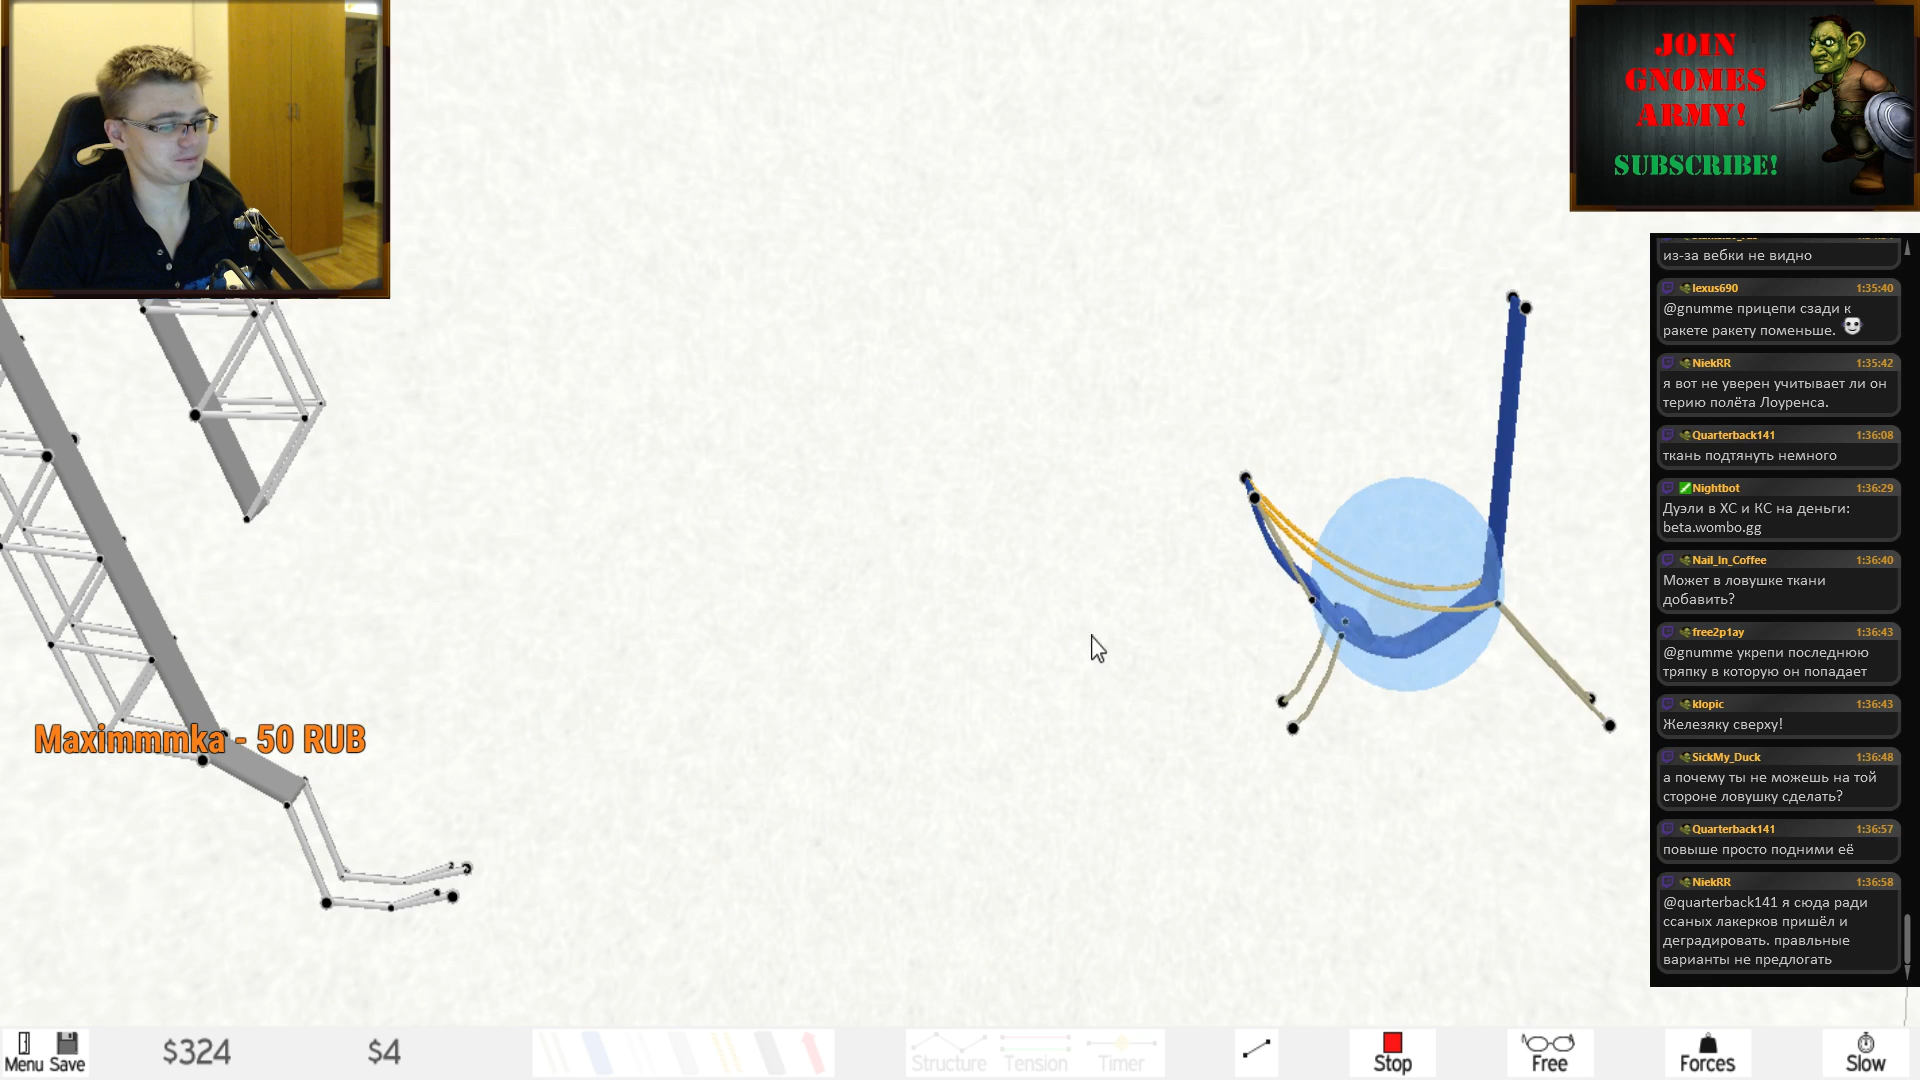 JOIN
GNOMES
ARMY!
SUBSCRIBE!
из-за вебки не видно
lexus690 1:35:40
@gnumme прицепи сзади к
ракете ракету поменьше.
NiekRR 1:35:42
я вот не уверен учитывает ли он
терию полёта Лоуренса.
Quarterback141 1:36:08
ткань подтянуть немного
Nightbot 1:36:29
Дуэли в ХС и КС на деньги:
beta.wombo.gg
Nail_In_Coffee 1:36:40
Может в ловушке ткани
добавить?
free2p1ay 1:36:43
@gnumme укрепи последнюю
тряпку в которую он попадает
klopic 1:36:43
Железяку сверху!
SickMy_Duck 1:36:48
а почему ты не можешь на той
стороне ловушку сделать?
Quarterback141 1:36:57
повыше просто подними её
NiekRR 1:36:58
@quarterback141 я сюда ради
ссаных лакерков пришёл и
деградировать. правльные
варианты не предлогать
Maximmmka - 50 RUB
Menu Save $324 $4 Structure Tension Timer Stop Free Forces Slow